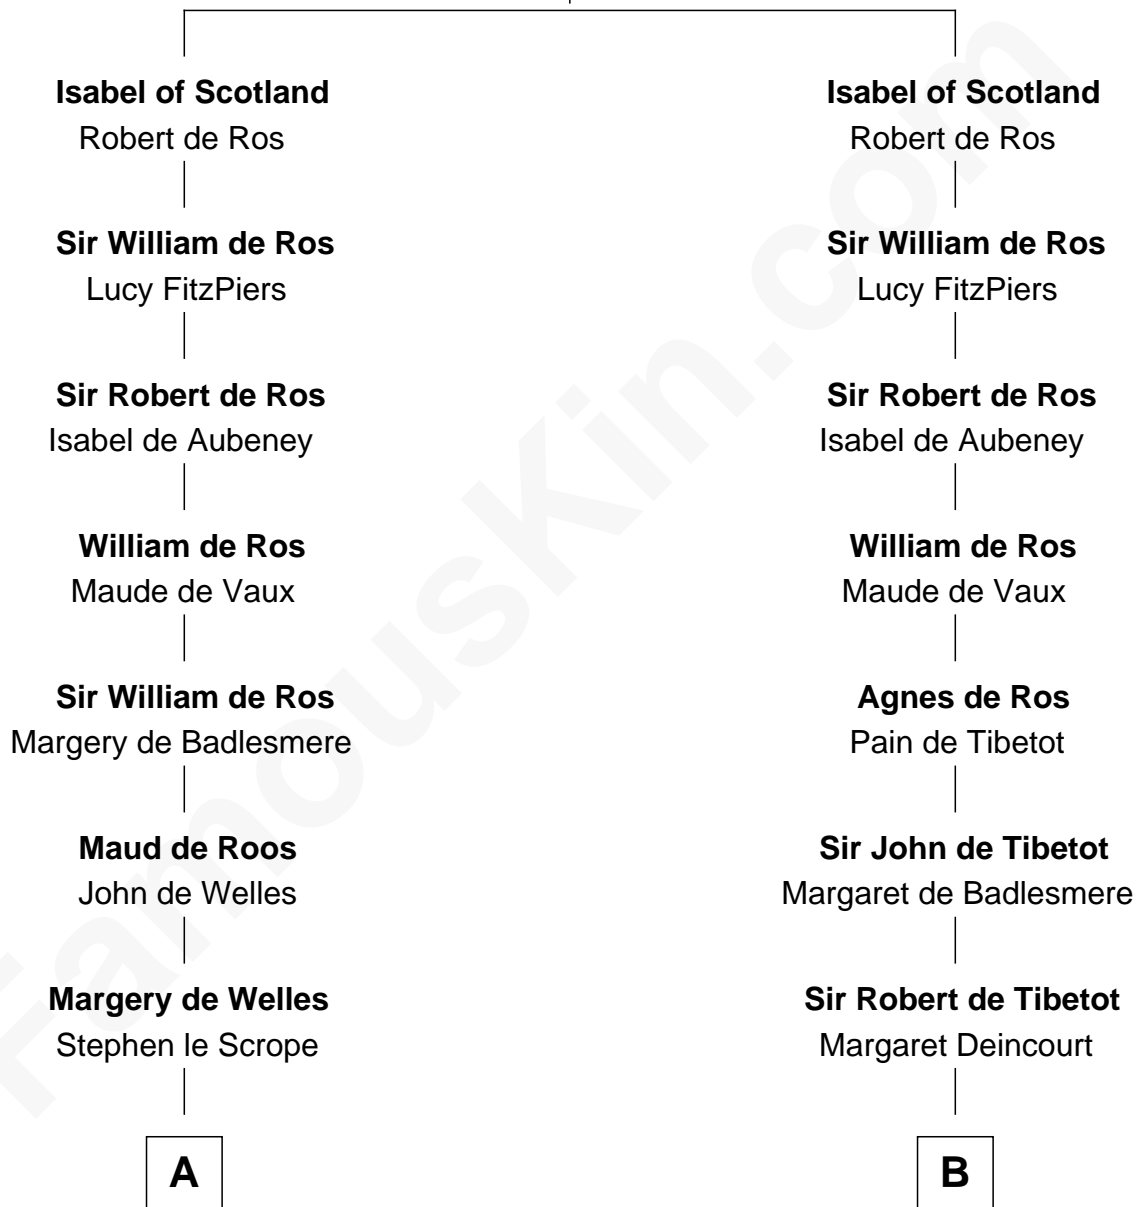 Isabel of Scotland
Robert de Ros
Sir William de Ros
Lucy FitzPiers
Sir Robert de Ros
Isabel de Aubeney
William de Ros
Maude de Vaux
Sir William de Ros
Margery de Badlesmere
Maud de Roos
John de Welles
Margery de Welles
Stephen le Scrope
A
Isabel of Scotland
Robert de Ros
Sir William de Ros
Lucy FitzPiers
Sir Robert de Ros
Isabel de Aubeney
William de Ros
Maude de Vaux
Agnes de Ros
Pain de Tibetot
Sir John de Tibetot
Margaret de Badlesmere
Sir Robert de Tibetot
Margaret Deincourt
B
FamousKin.com